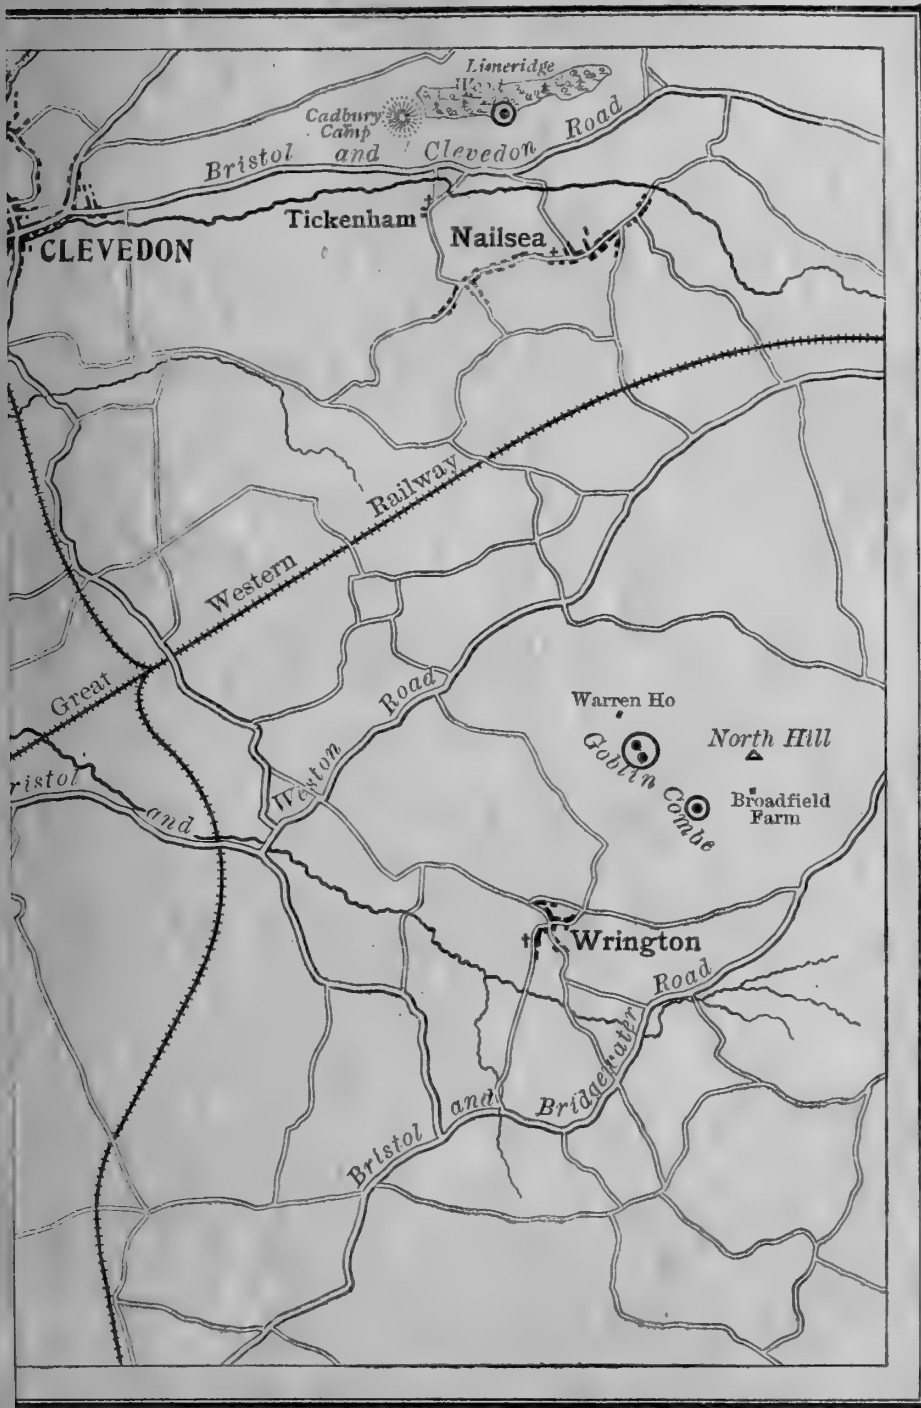 Limeridge
Wood
Cadbury
Camp
Bristol and Clevedon Road
Tickenham
Nailsea
CLEVEDON
Great Western Railway
Warren Ho
Goblin Combe
North Hill
Broadfield
Farm
ristol and Weston Road
Wrington
Bristol and Bridgewater Road